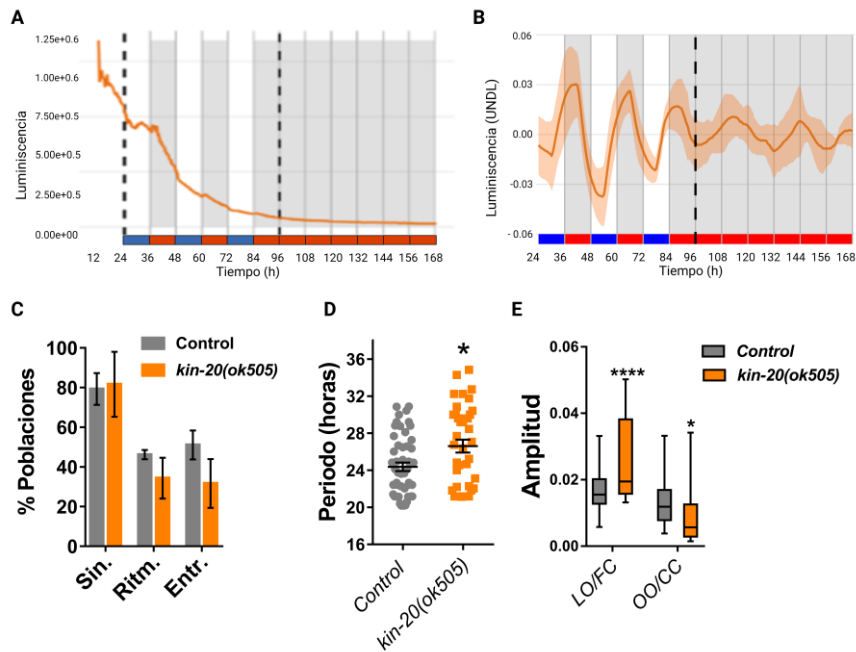 A
Luminiscencia
1.25e+0.6
1.00e+0.6
7.50e+0.5
5.00e+0.5
2.50e+0.5
0.00e+00
12 24 36 48 60 72 84 96 108 120 132 144 156 168
Tiempo (h)
B
Luminiscencia (UNDL)
0.06
0.03
0.00
-0.03
-0.06
24 36 48 60 72 84 96 108 120 132 144 156 168
Tiempo (h)
C
Control
kin-20(ok505)
% Poblaciones
100
80
60
40
20
0
Sin. Ritm. Entr.
D
*
Periodo (horas)
36
32
28
24
20
16
Control kin-20(ok505)
E
Control
kin-20(ok505)
Amplitud
0.06
0.04
0.02
0.00
****
*
LO/FC OO/CC